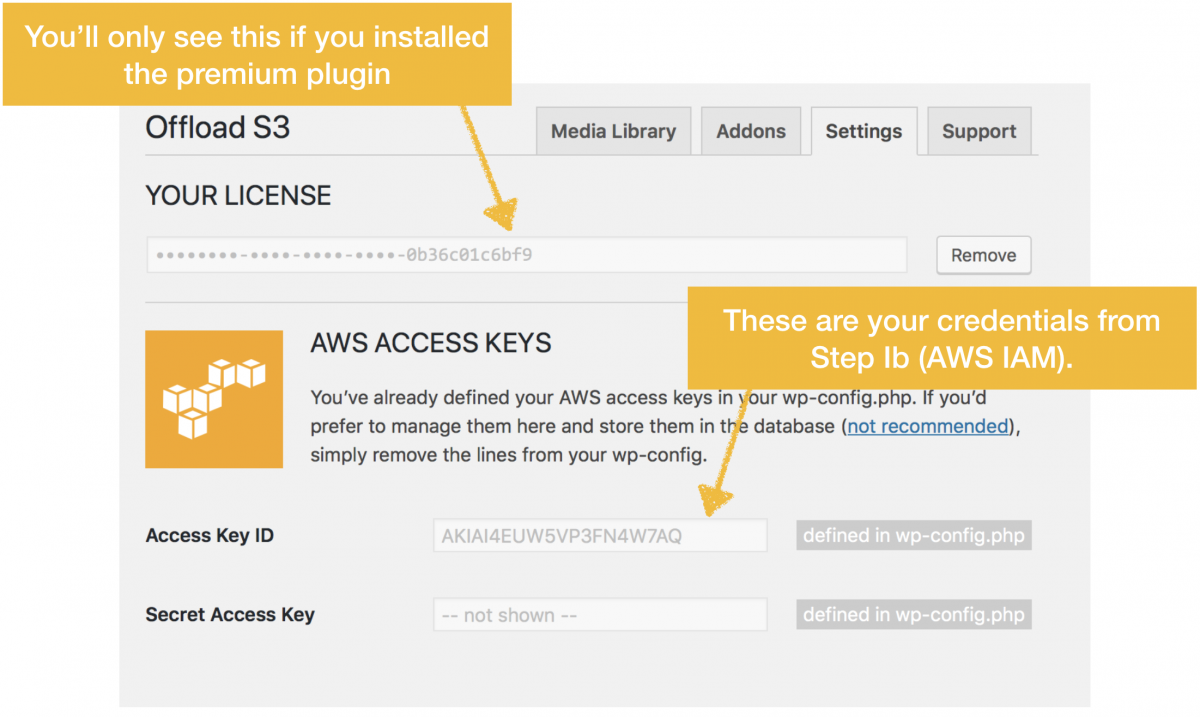 You'll only see this if you installed
the premium plugin
Offload S3
Media Library
Addons
Settings
Support
YOUR LICENSE
••••••••-••••-••••-••••-0b36c01c6bf9
Remove
These are your credentials from
Step Ib (AWS IAM).
AWS ACCESS KEYS
You've already defined your AWS access keys in your wp-config.php. If you'd
prefer to manage them here and store them in the database (not recommended),
simply remove the lines from your wp-config.
Access Key ID
AKIAI4EUW5VP3FN4W7AQ
defined in wp-config.php
Secret Access Key
-- not shown --
defined in wp-config.php